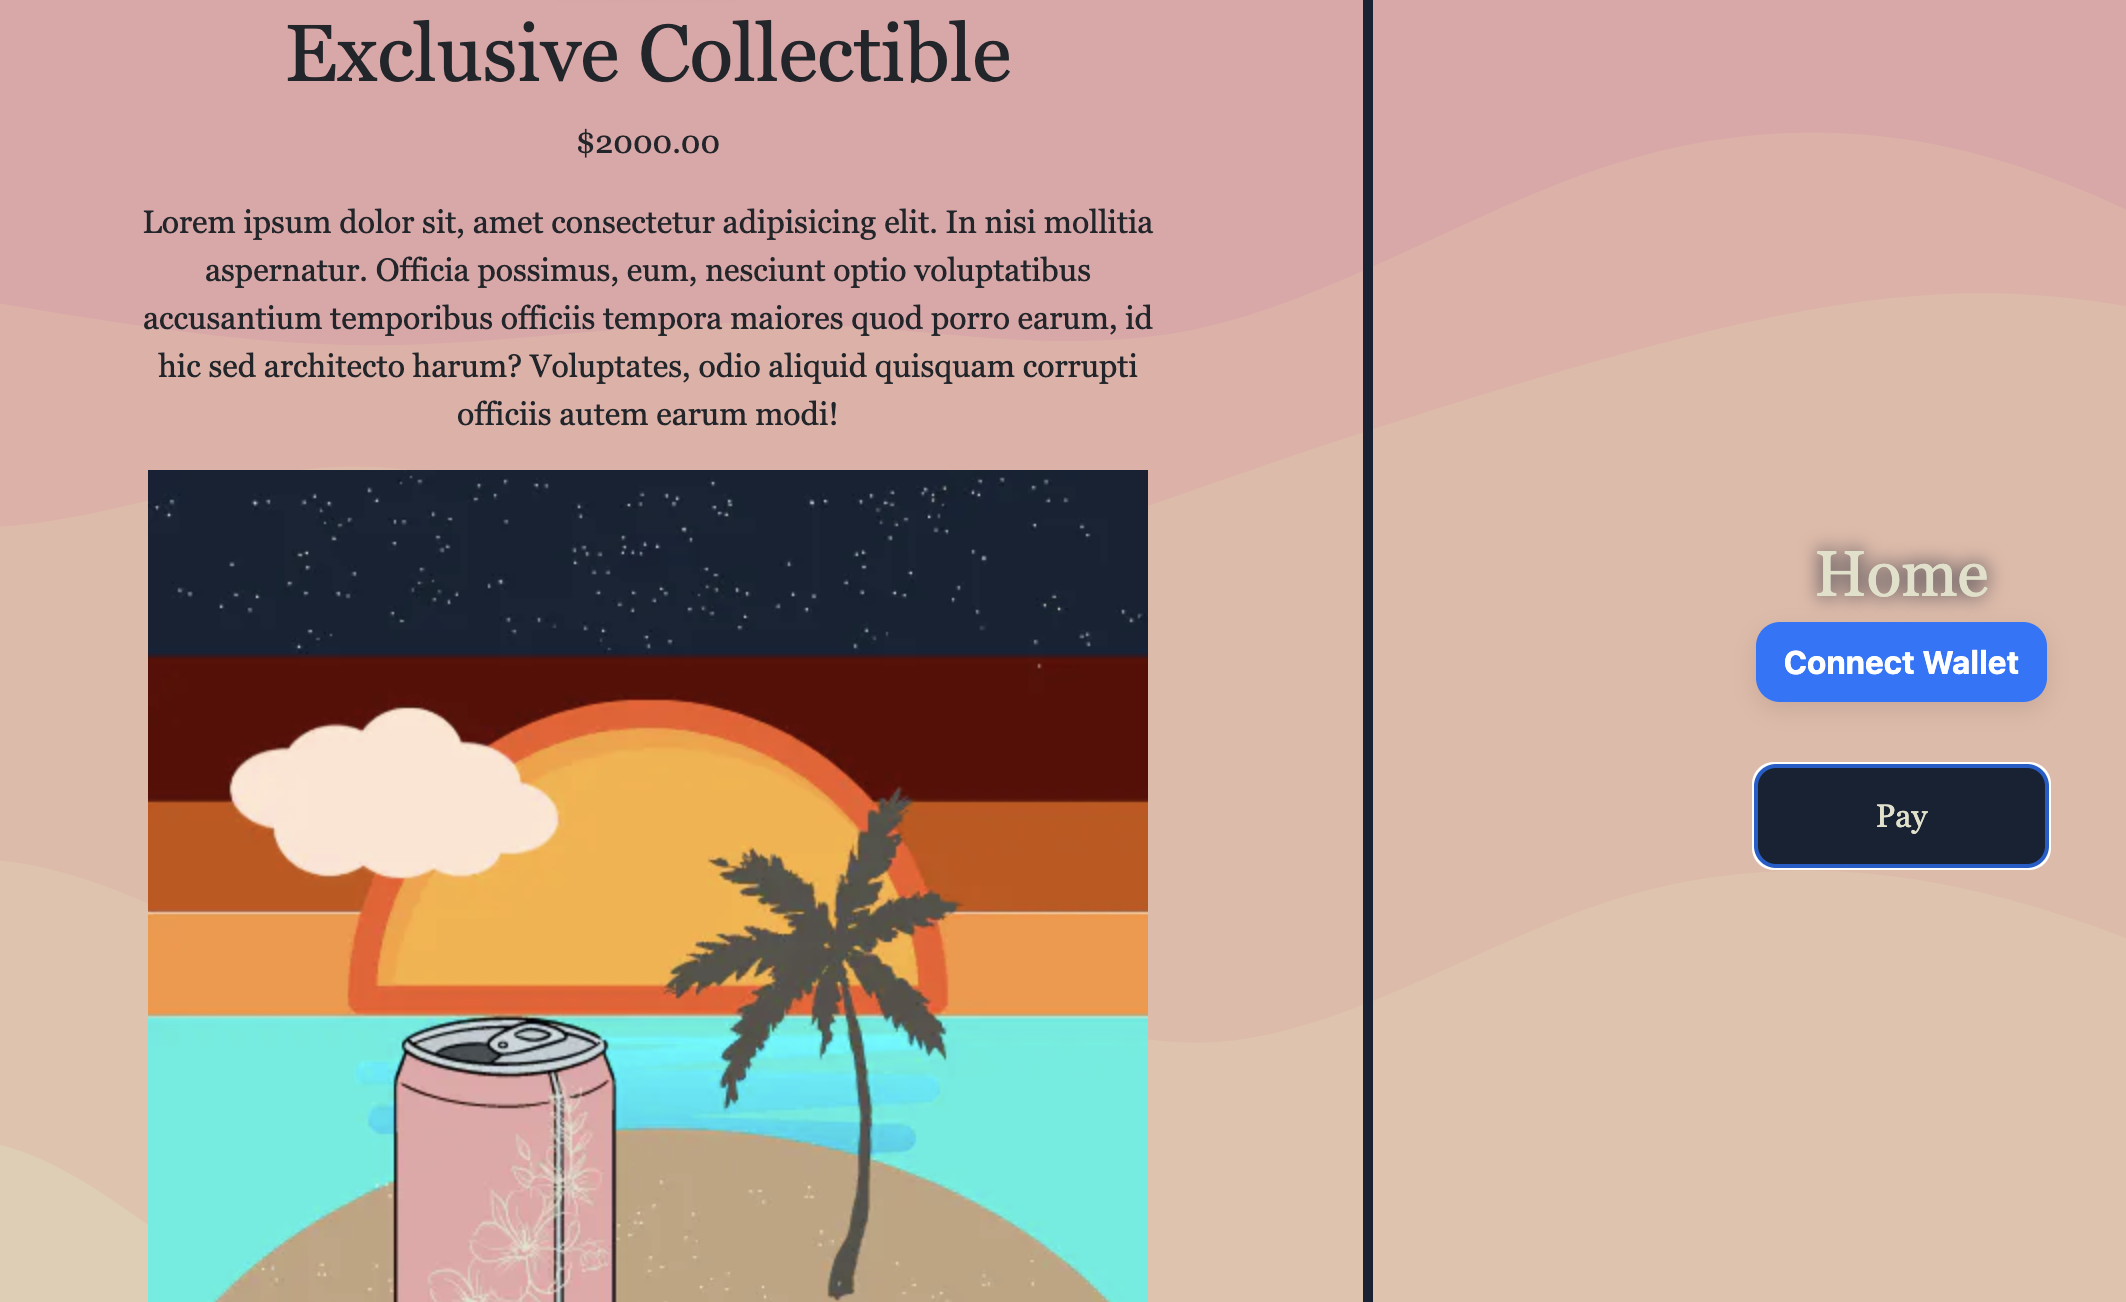 Exclusive Collectible
$2000.00
Lorem ipsum dolor sit, amet consectetur adipisicing elit. In nisi mollitia
aspernatur. Officia possimus, eum, nesciunt optio voluptatibus
accusantium temporibus officiis tempora maiores quod porro earum, id
hic sed architecto harum? Voluptates, odio aliquid quisquam corrupti
officiis autem earum modi!
Home
Connect Wallet
Pay